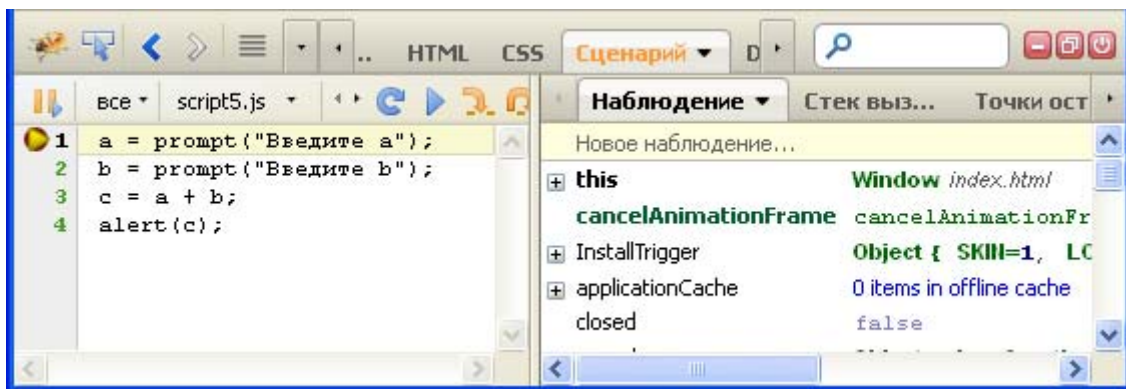 .. HTML CSS Сценарий D
все script5.js
1 a = prompt("Введите a");
2 b = prompt("Введите b");
3 c = a + b;
4 alert(c);
Наблюдение Стек выз... Точки ост
Новое наблюдение...
this Window index.html
cancelAnimationFrame cancelAnimationFr
InstallTrigger Object { SKIN=1, LO
applicationCache 0 items in offline cache
closed false